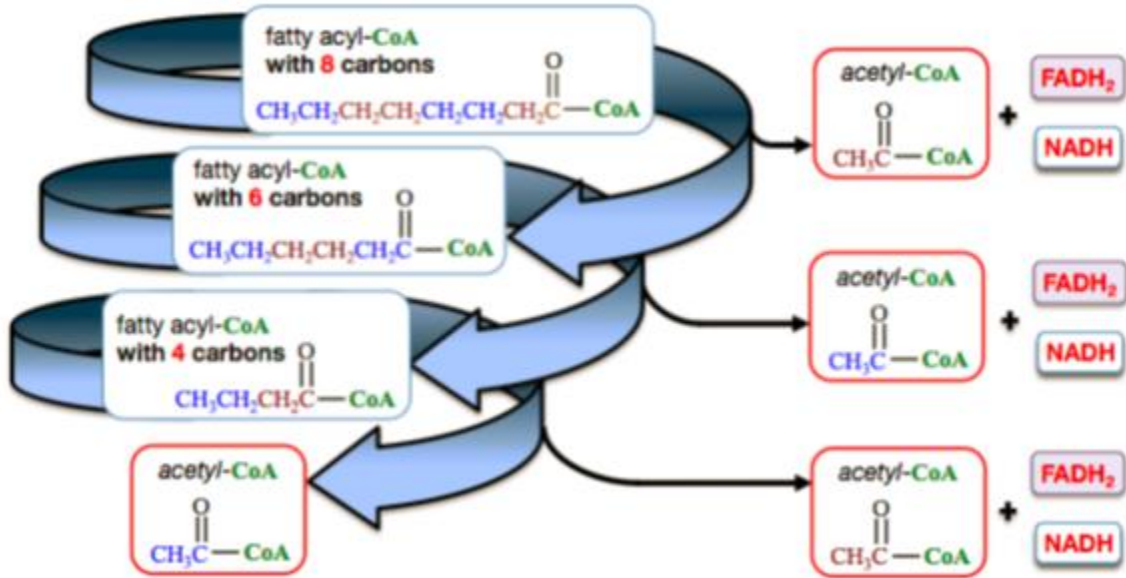 fatty acyl-CoA
with 8 carbons
O
CH₃CH₂CH₂CH₂CH₂CH₂CH₂C—CoA
acetyl-CoA
O
CH₃C—CoA
+
FADH₂
NADH
fatty acyl-CoA
with 6 carbons
O
CH₃CH₂CH₂CH₂CH₂C—CoA
acetyl-CoA
O
CH₃C—CoA
+
FADH₂
NADH
fatty acyl-CoA
with 4 carbons
O
CH₃CH₂CH₂C—CoA
acetyl-CoA
O
CH₃C—CoA
acetyl-CoA
O
CH₃C—CoA
+
FADH₂
NADH